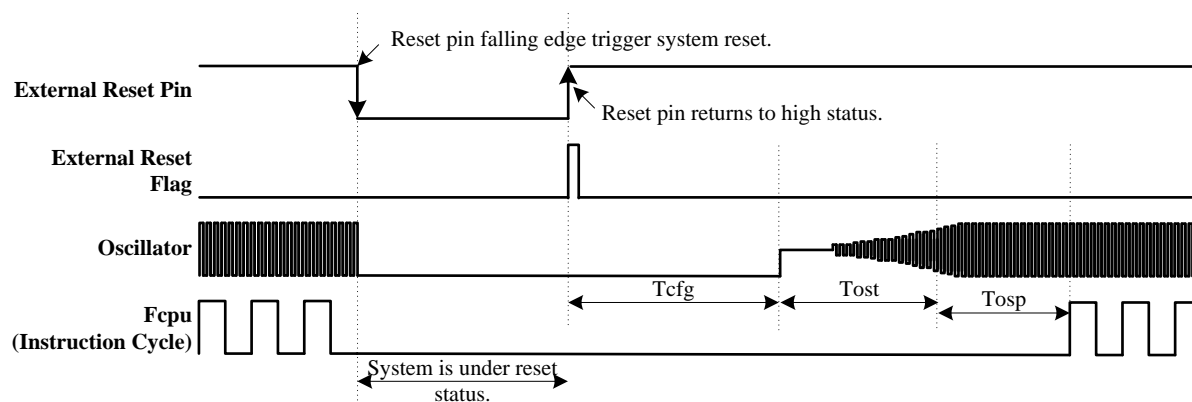 Reset pin falling edge trigger system reset.
External Reset Pin
Reset pin returns to high status.
External Reset
Flag
Oscillator
Tcfg
Tost
Tosp
Fcpu
(Instruction Cycle)
System is under reset
status.